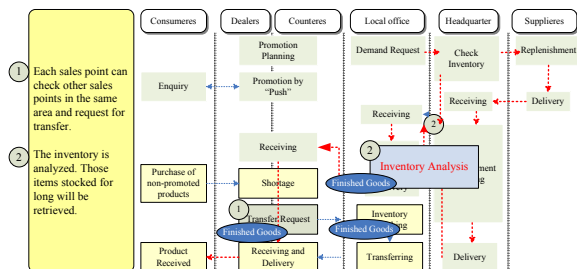 Consumeres
Dealers
Counteres
Local office
Headquarter
Supplieres
1
Each sales point can
check other sales
points in the same
area and request for
transfer.
2
The inventory is
analyzed. Those
items stocked for
long will be
retrieved.
Promotion
Planning
Demand Request
Check
Inventory
Replenishment
Enquiry
Promotion by
“Push”
Receiving
2
Receiving
Delivery
Receiving
2
Inventory Analysis
Finished Goods
Purchase of
non-promoted
products
Shortage
1
Transfer Request
Finished Goods
Inventory
Finished Goods
Product
Received
Receiving and
Delivery
Transferring
Delivery